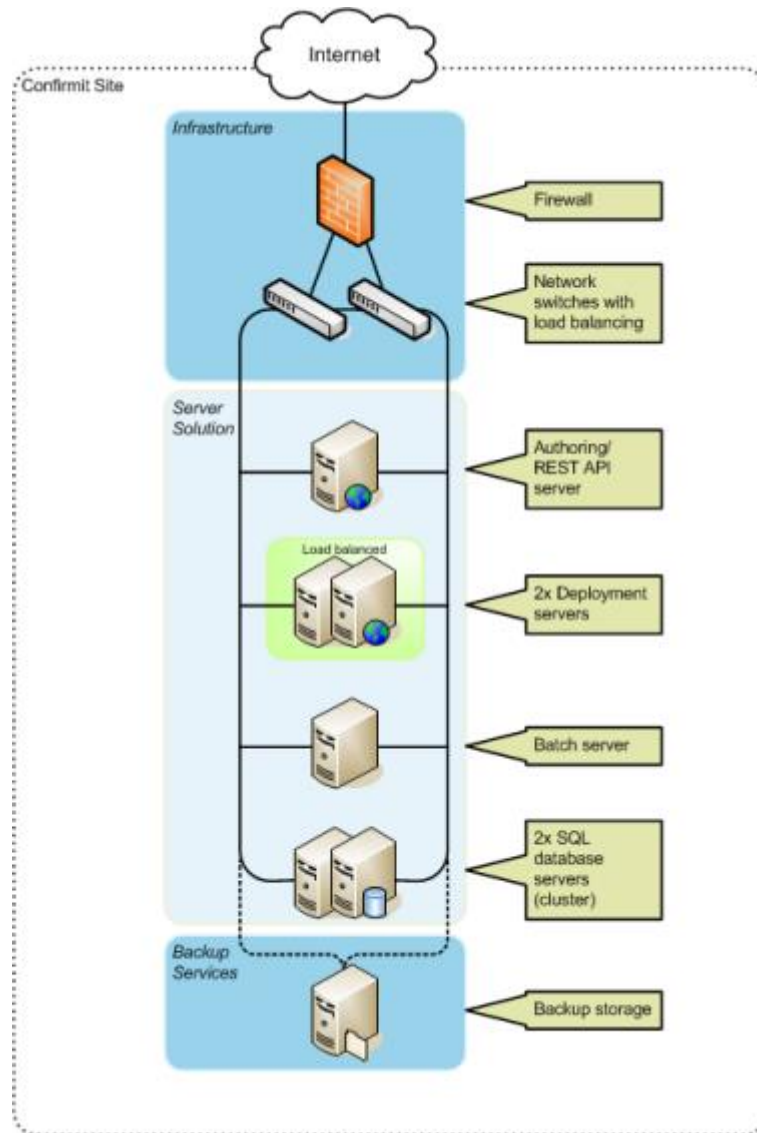 Internet
Confirmit Site
Infrastructure
Firewall
Network
switches with
load balancing
Server
Solution
Authoring/
REST API
server
Load balanced
2x Deployment
servers
Batch server
2x SQL
database
servers
(cluster)
Backup
Services
Backup storage